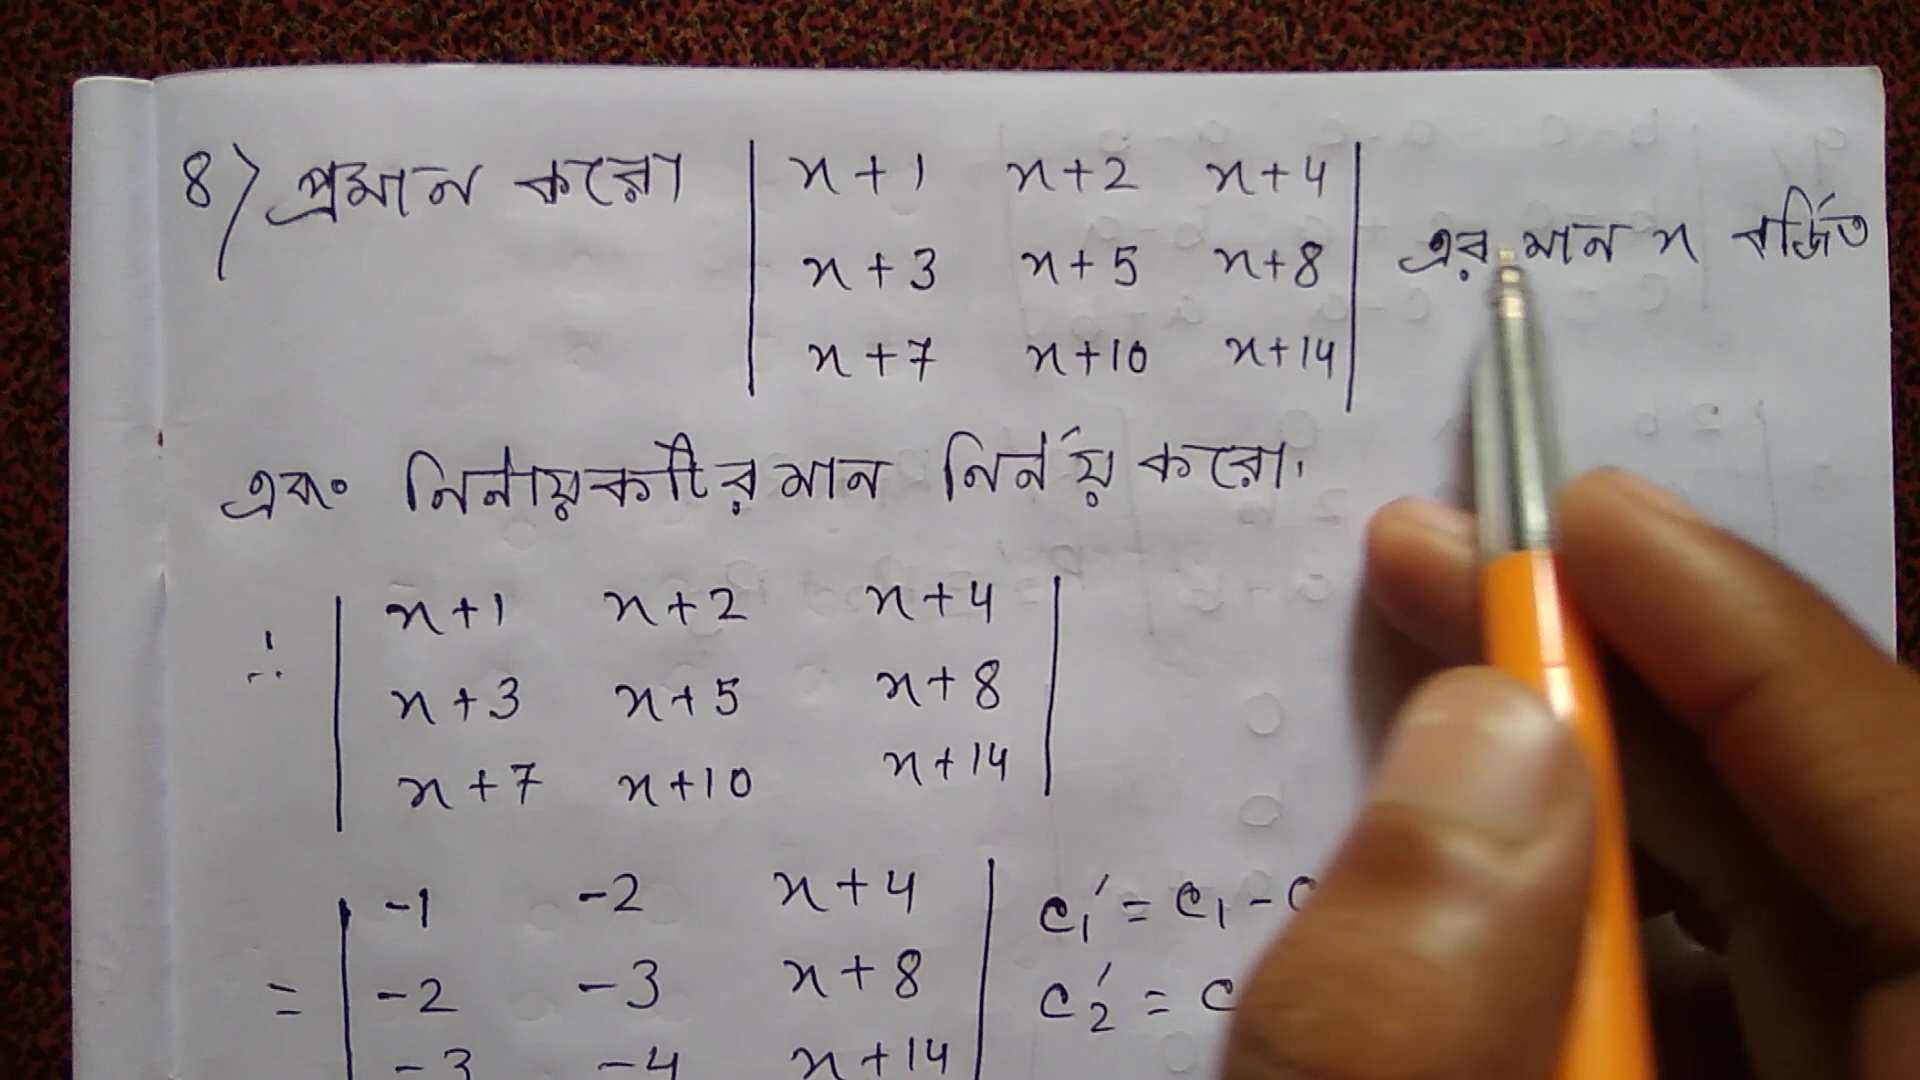 8) প্রমান করো | x+1 x+2 x+4 | এর মান x বর্জিত
| x+3 x+5 x+8 |
| x+7 x+10 x+14 |
এবং নির্নায়কটির মান নির্নয় করো।
∴ | x+1 x+2 x+4 |
| x+3 x+5 x+8 |
| x+7 x+10 x+14 |
= | -1 -2 x+4 | C₁′ = C₁ -
| -2 -3 x+8 | C₂′ = C
| -3 -4 x+14 |